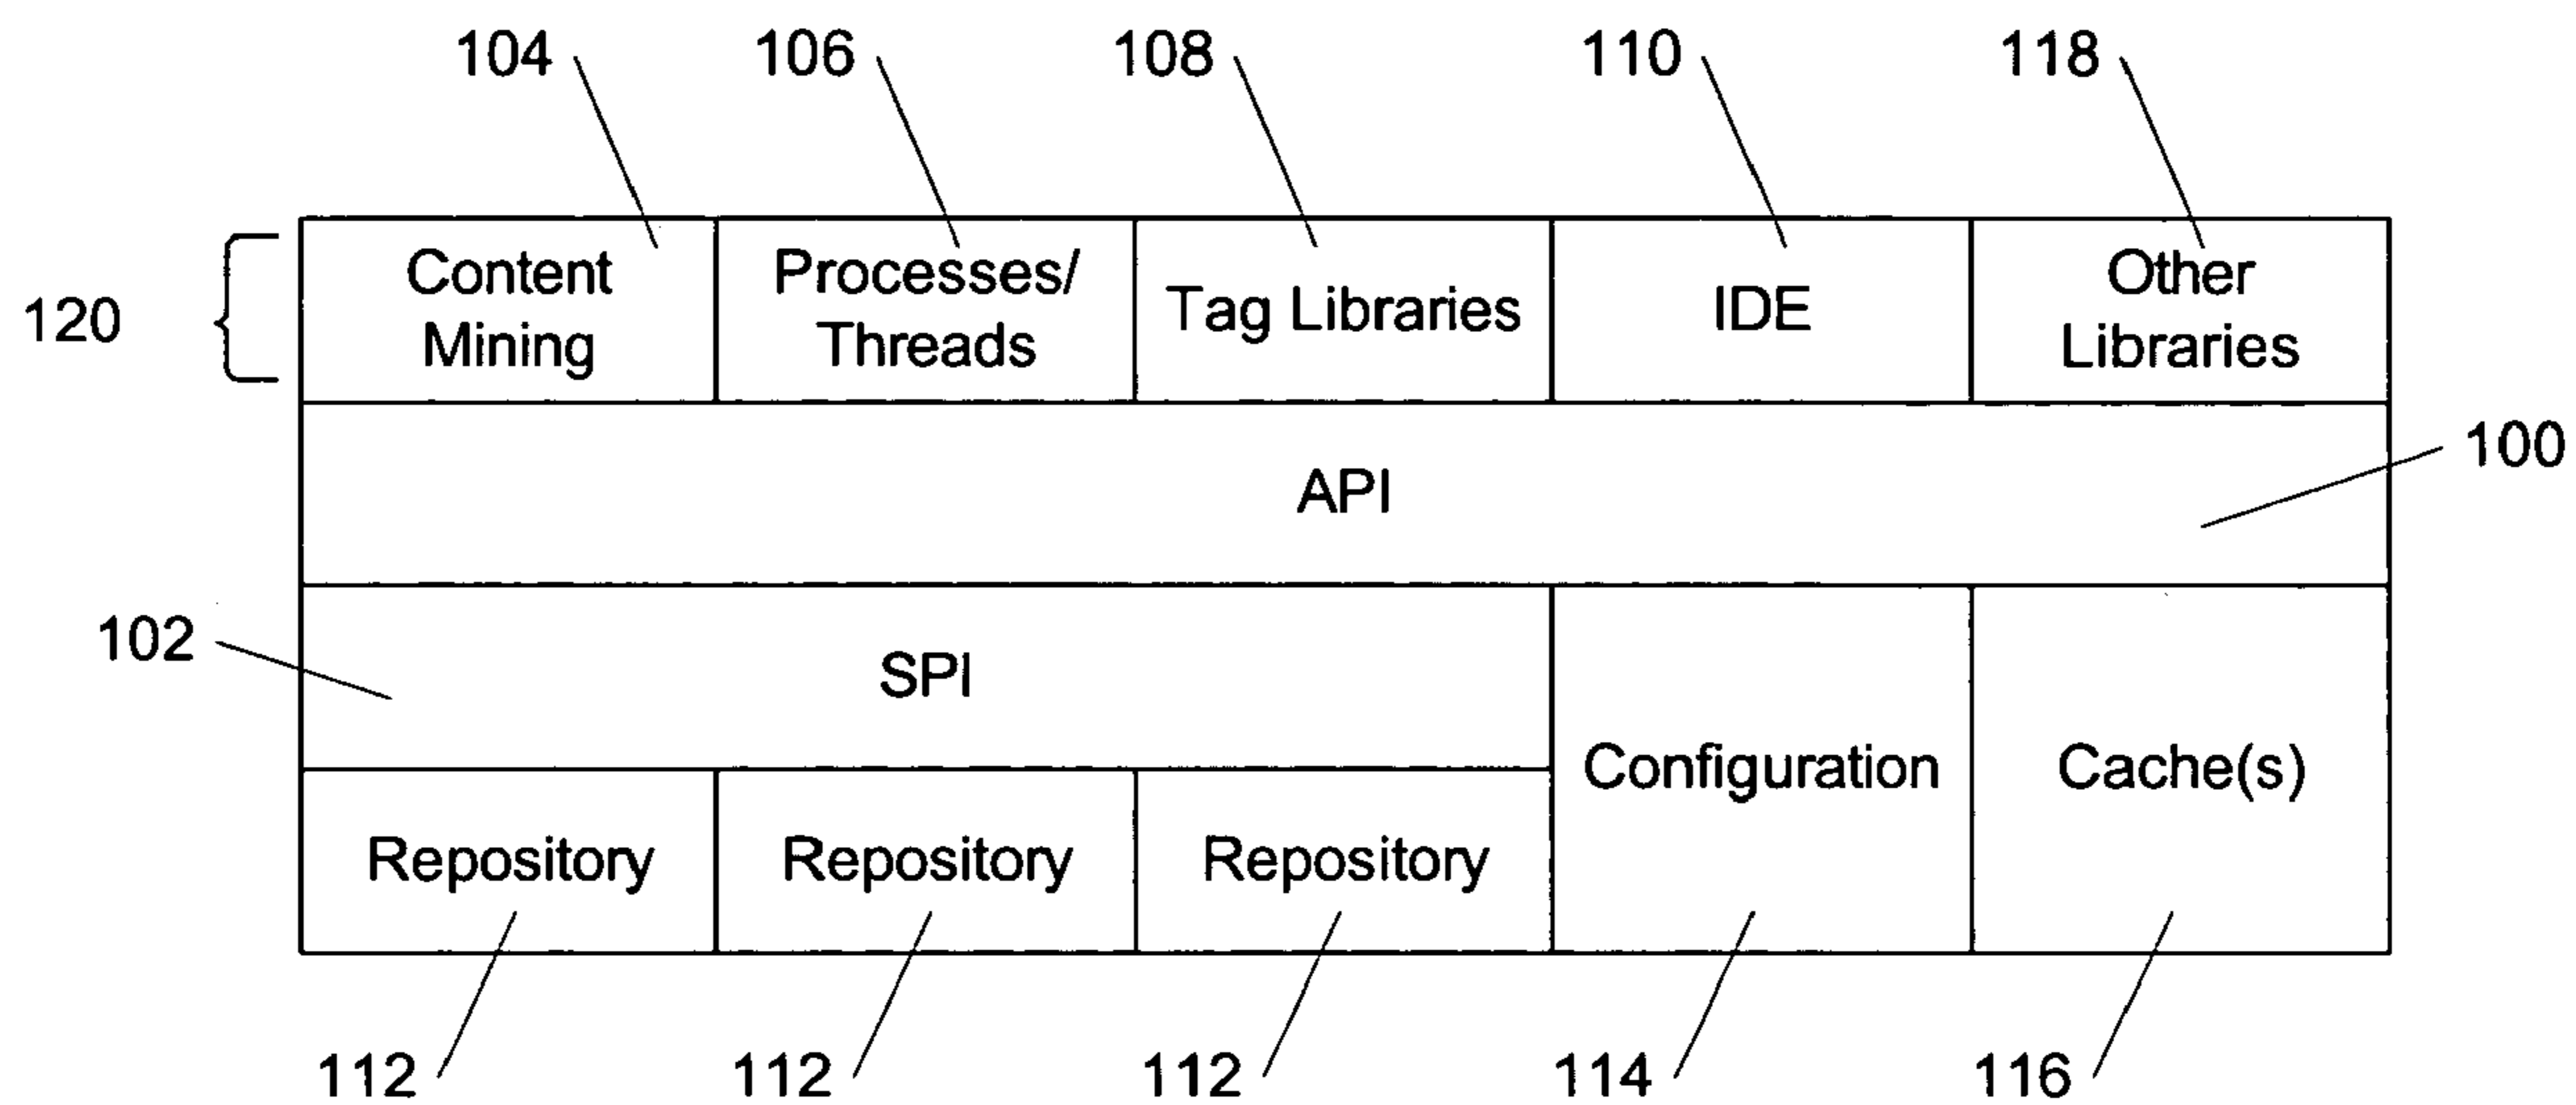 104 106 108 110 118
Content Processes/ Other
120 Tag Libraries IDE
Mining Threads Libraries
100
API
102
SPI
Configuration Cache(s)
Repository Repository Repository
112 112 112 114 116